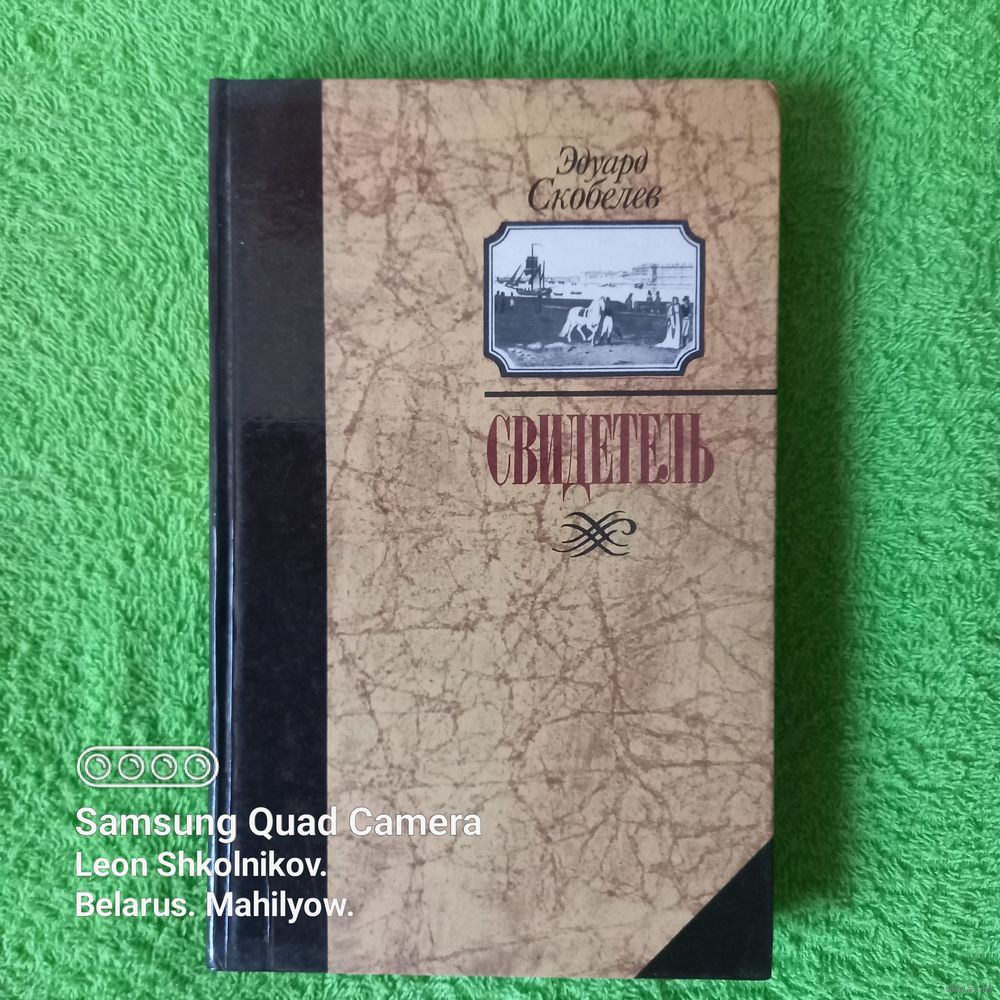 Эдуард
Скобелев
СВИДЕТЕЛЬ
Samsung Quad Camera
Leon Shkolnikov.
Belarus. Mahilyow.